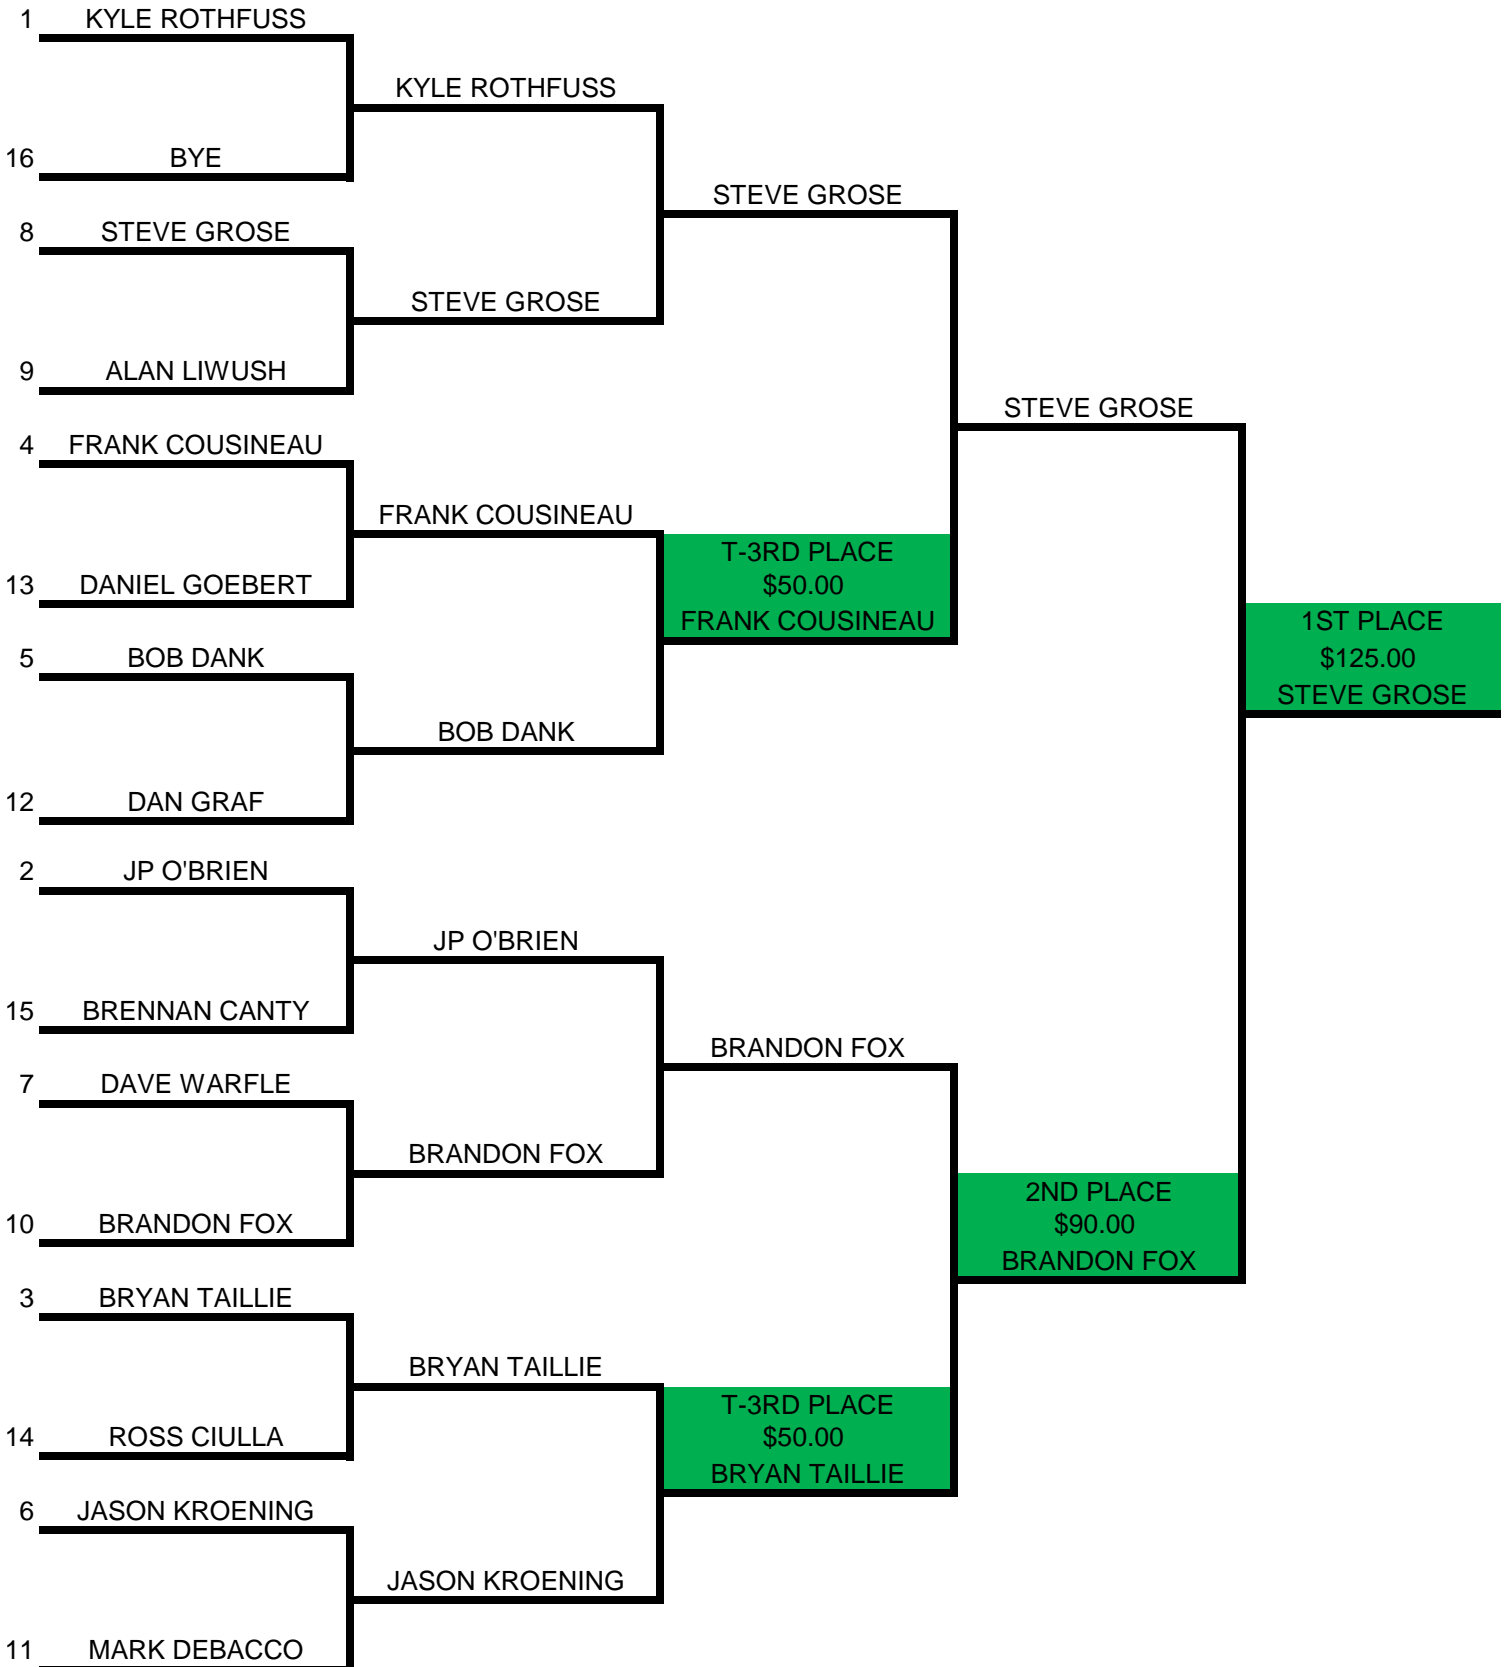 1 KYLE ROTHFUSS
KYLE ROTHFUSS
16 BYE
STEVE GROSE
8 STEVE GROSE
STEVE GROSE
9 ALAN LIWUSH
STEVE GROSE
4 FRANK COUSINEAU
FRANK COUSINEAU
T-3RD PLACE
$50.00
FRANK COUSINEAU
13 DANIEL GOEBERT
1ST PLACE
$125.00
STEVE GROSE
5 BOB DANK
BOB DANK
12 DAN GRAF
2 JP O'BRIEN
JP O'BRIEN
15 BRENNAN CANTY
BRANDON FOX
7 DAVE WARFLE
BRANDON FOX
2ND PLACE
$90.00
BRANDON FOX
10 BRANDON FOX
3 BRYAN TAILLIE
BRYAN TAILLIE
T-3RD PLACE
$50.00
BRYAN TAILLIE
14 ROSS CIULLA
6 JASON KROENING
JASON KROENING
11 MARK DEBACCO